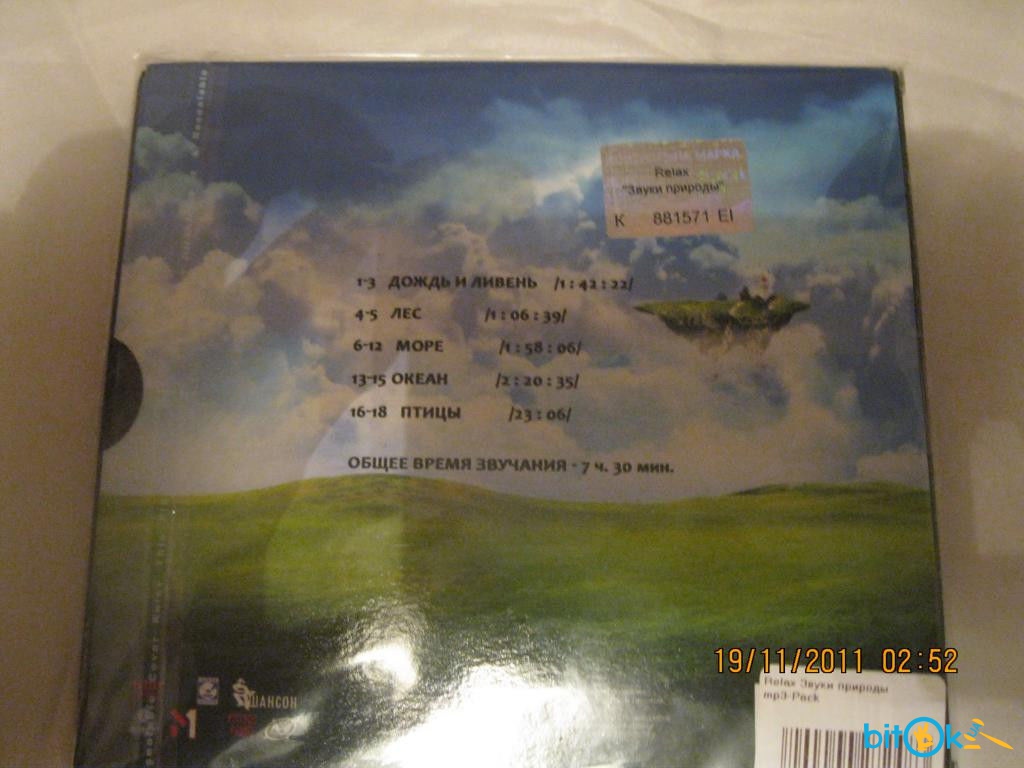 МАРКА
Relax
"Звуки природы"
К 881571 EI
1-3 ДОЖДЬ И ЛИВЕНЬ /1:42:22/
4-5 ЛЕС /1:06:39/
6-12 МОРЕ /1:58:06/
13-15 ОКЕАН /2:20:35/
16-18 ПТИЦЫ /23:06/
ОБЩЕЕ ВРЕМЯ ЗВУЧАНИЯ - 7 ч. 30 мин.
19/11/2011 02:52
ШАНСОН
Relax Звуки природы
mp3-Pack
bitOk